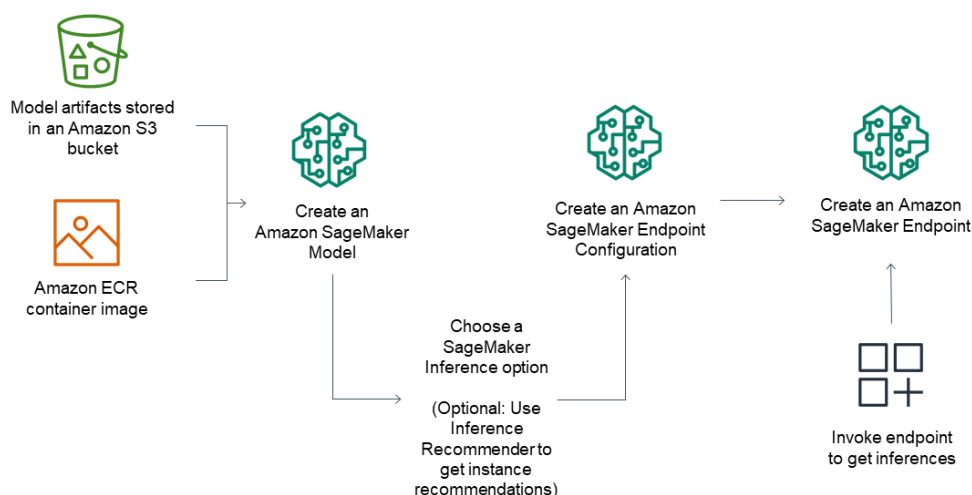 Model artifacts stored
in an Amazon S3
bucket
Amazon ECR
container image
Create an
Amazon SageMaker
Model
Choose a
SageMaker
Inference option
(Optional: Use
Inference
Recommender to
get instance
recommendations)
Create an Amazon
SageMaker Endpoint
Configuration
Create an Amazon
SageMaker Endpoint
Invoke endpoint
to get inferences